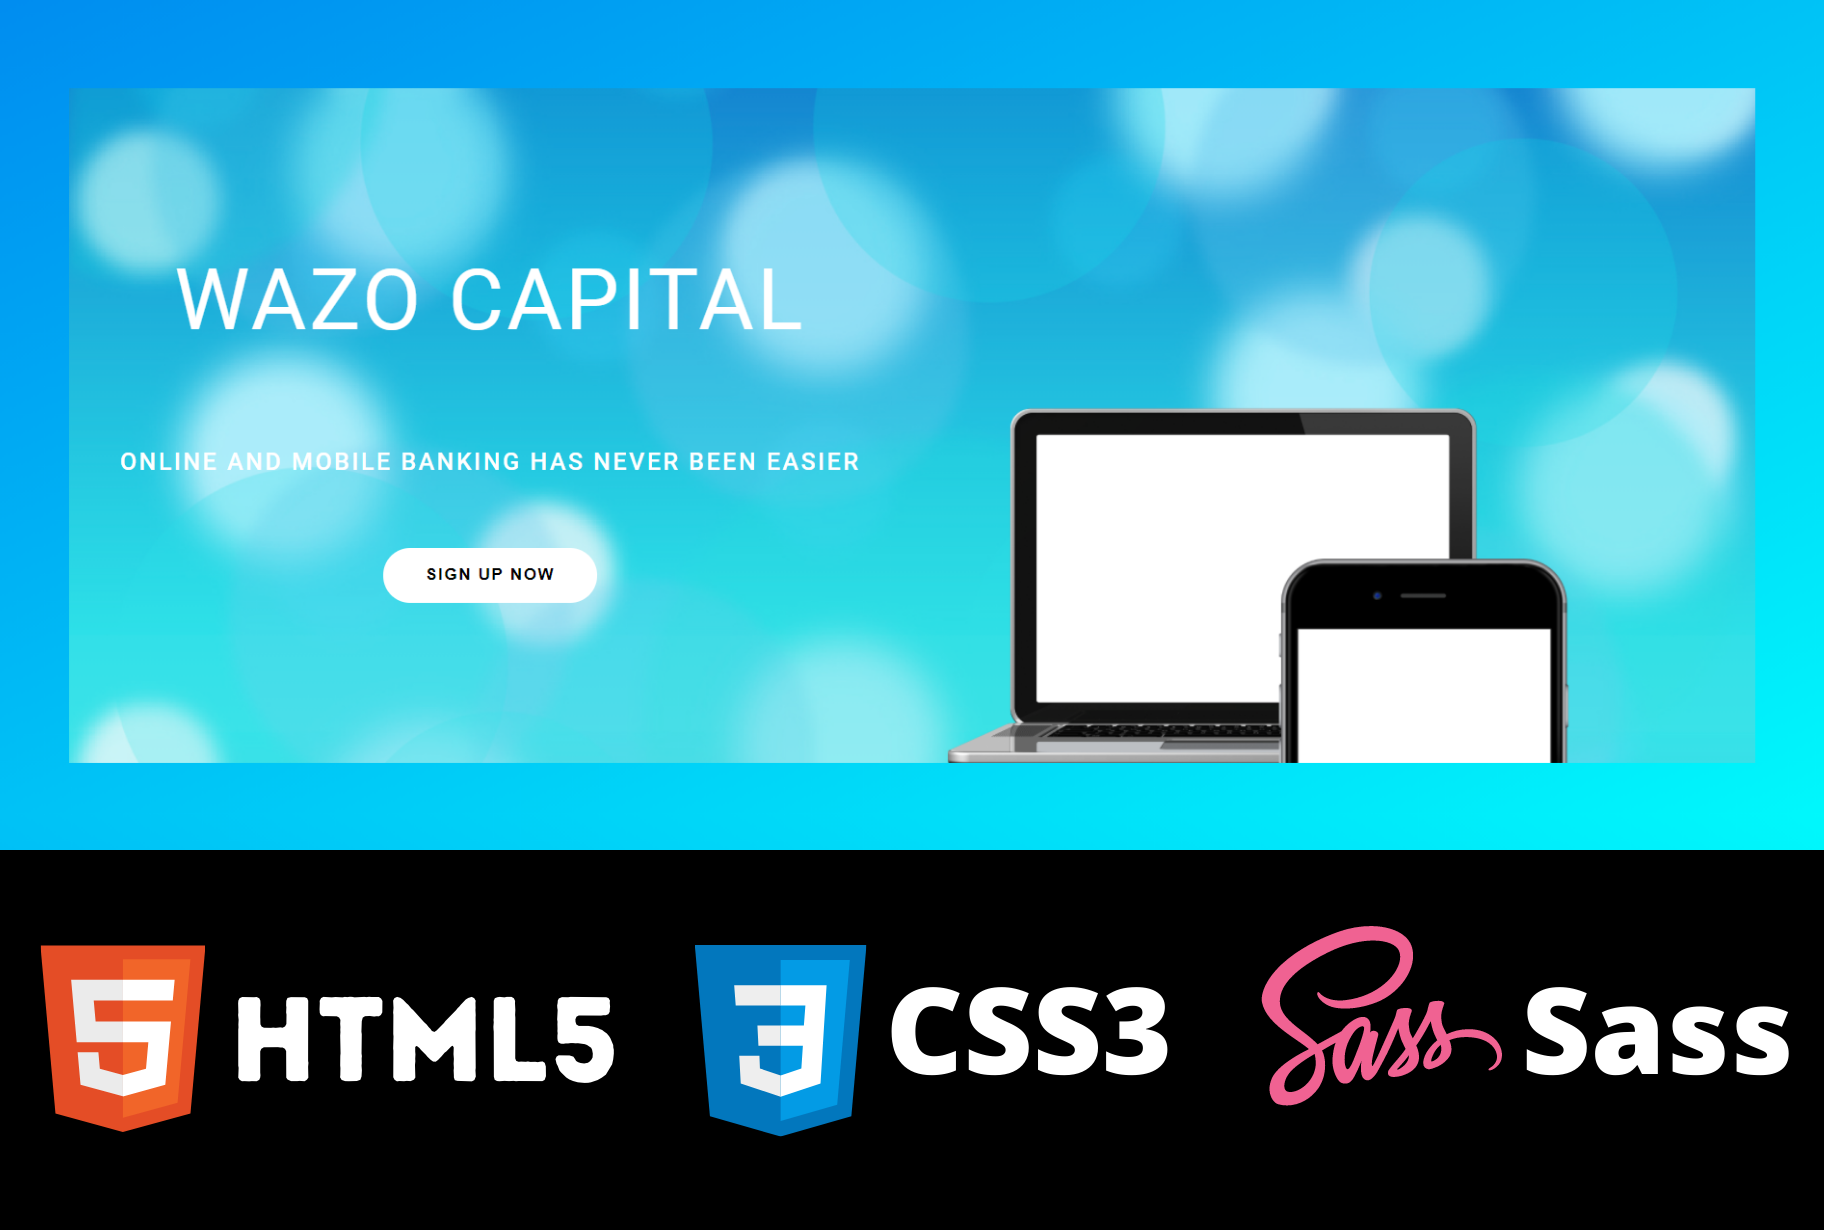 WAZO CAPITAL
ONLINE AND MOBILE BANKING HAS NEVER BEEN EASIER
SIGN UP NOW
5 HTML5
3 CSS3
Sass Sass